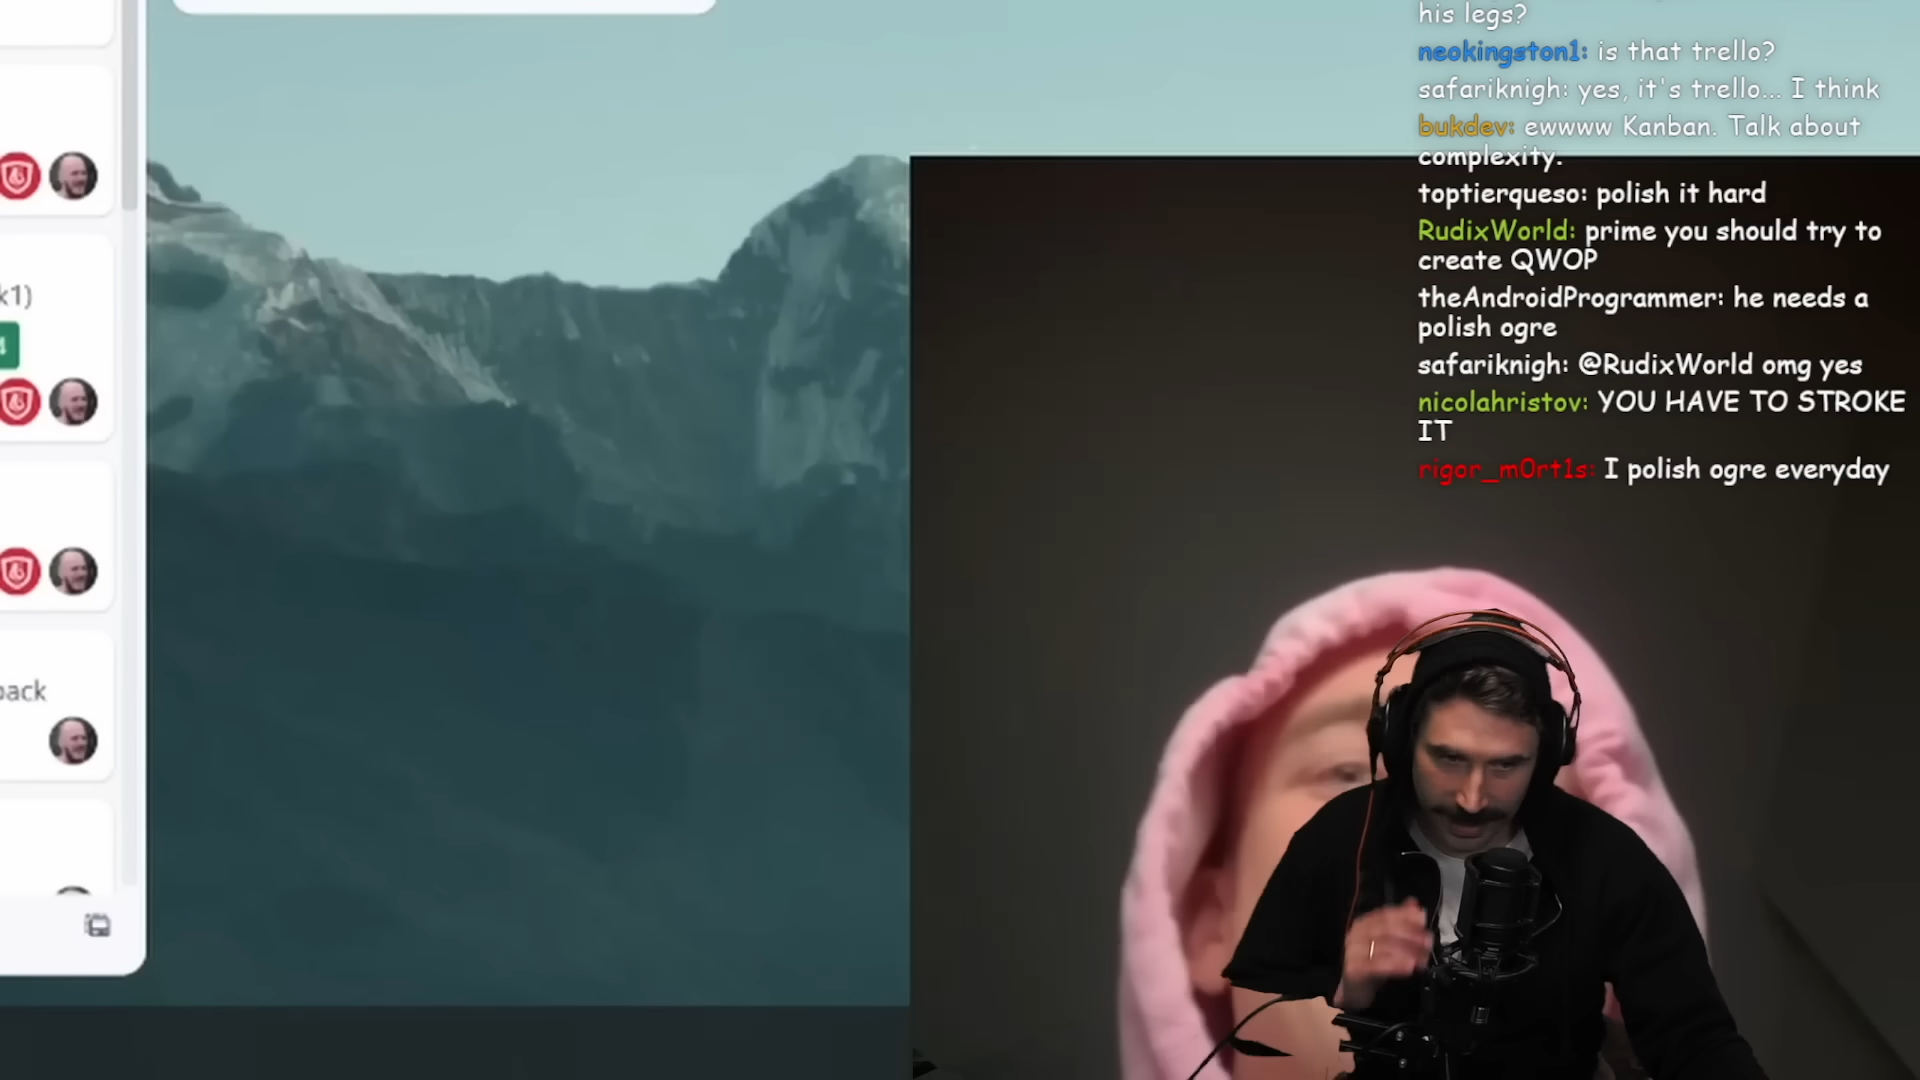 k1)
4
back
his legs?
neokingston1: is that trello?
safariknigh: yes, it's trello... I think
bukdev: ewwww Kanban. Talk about
complexity.
toptierqueso: polish it hard
RudixWorld: prime you should try to
create QWOP
theAndroidProgrammer: he needs a
polish ogre
safariknigh: @RudixWorld omg yes
nicolahristov: YOU HAVE TO STROKE
IT
rigor_m0rt1s: I polish ogre everyday